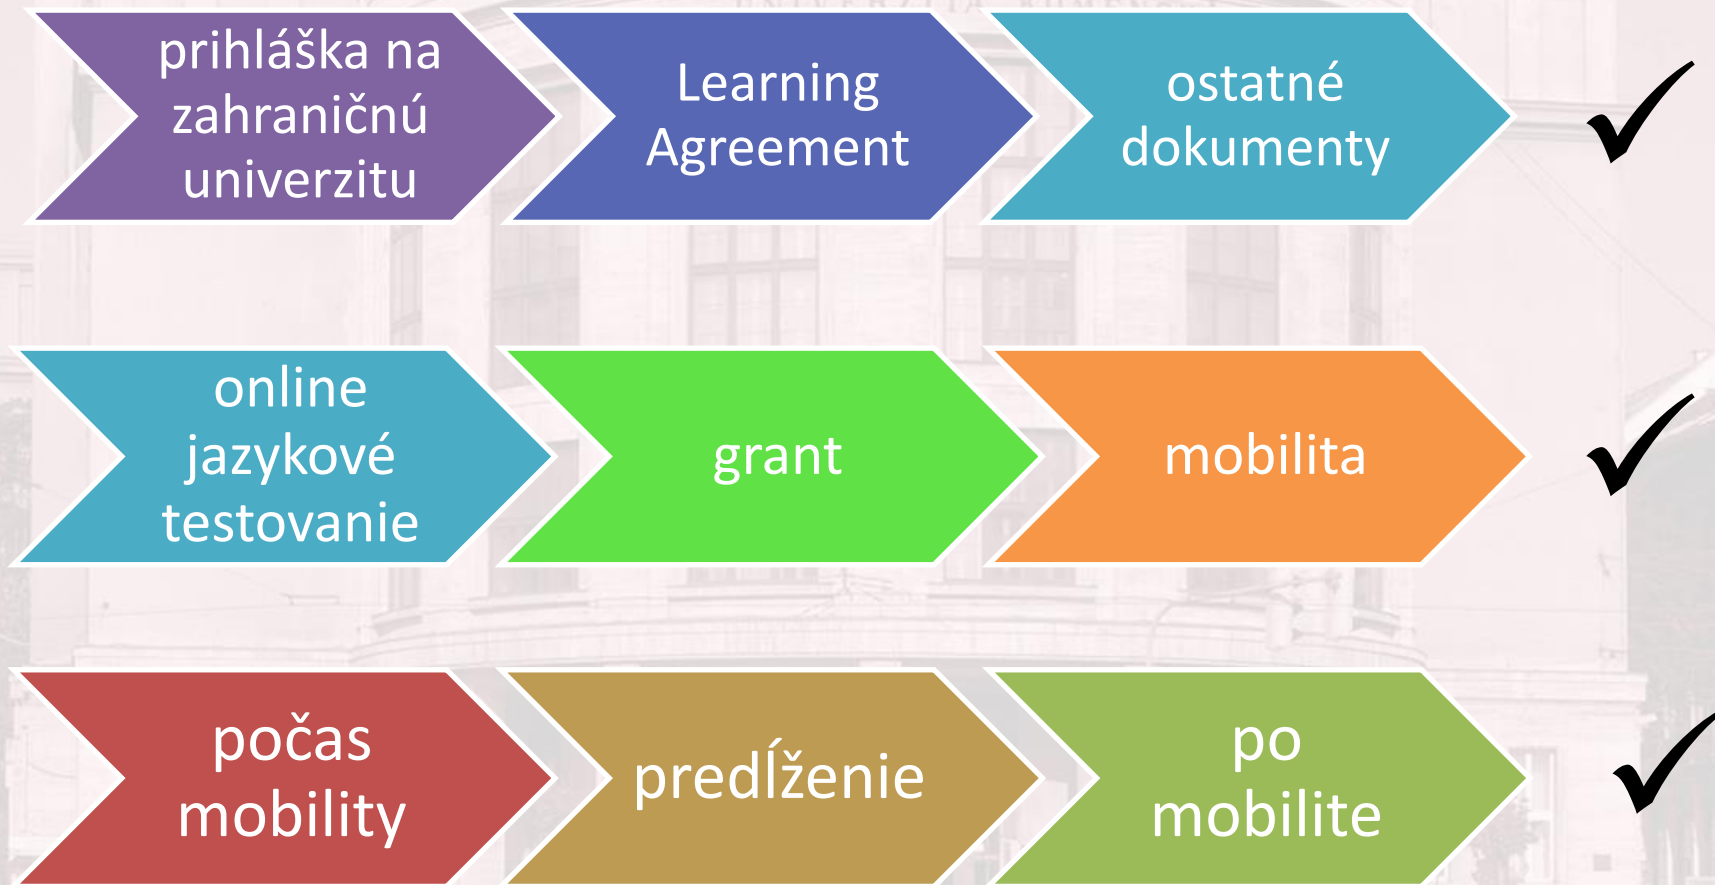 prihláška na
zahraničnú
univerzitu
Learning
Agreement
ostatné
dokumenty
online
jazykové
testovanie
grant
mobilita
počas
mobility
predĺženie
po
mobilite